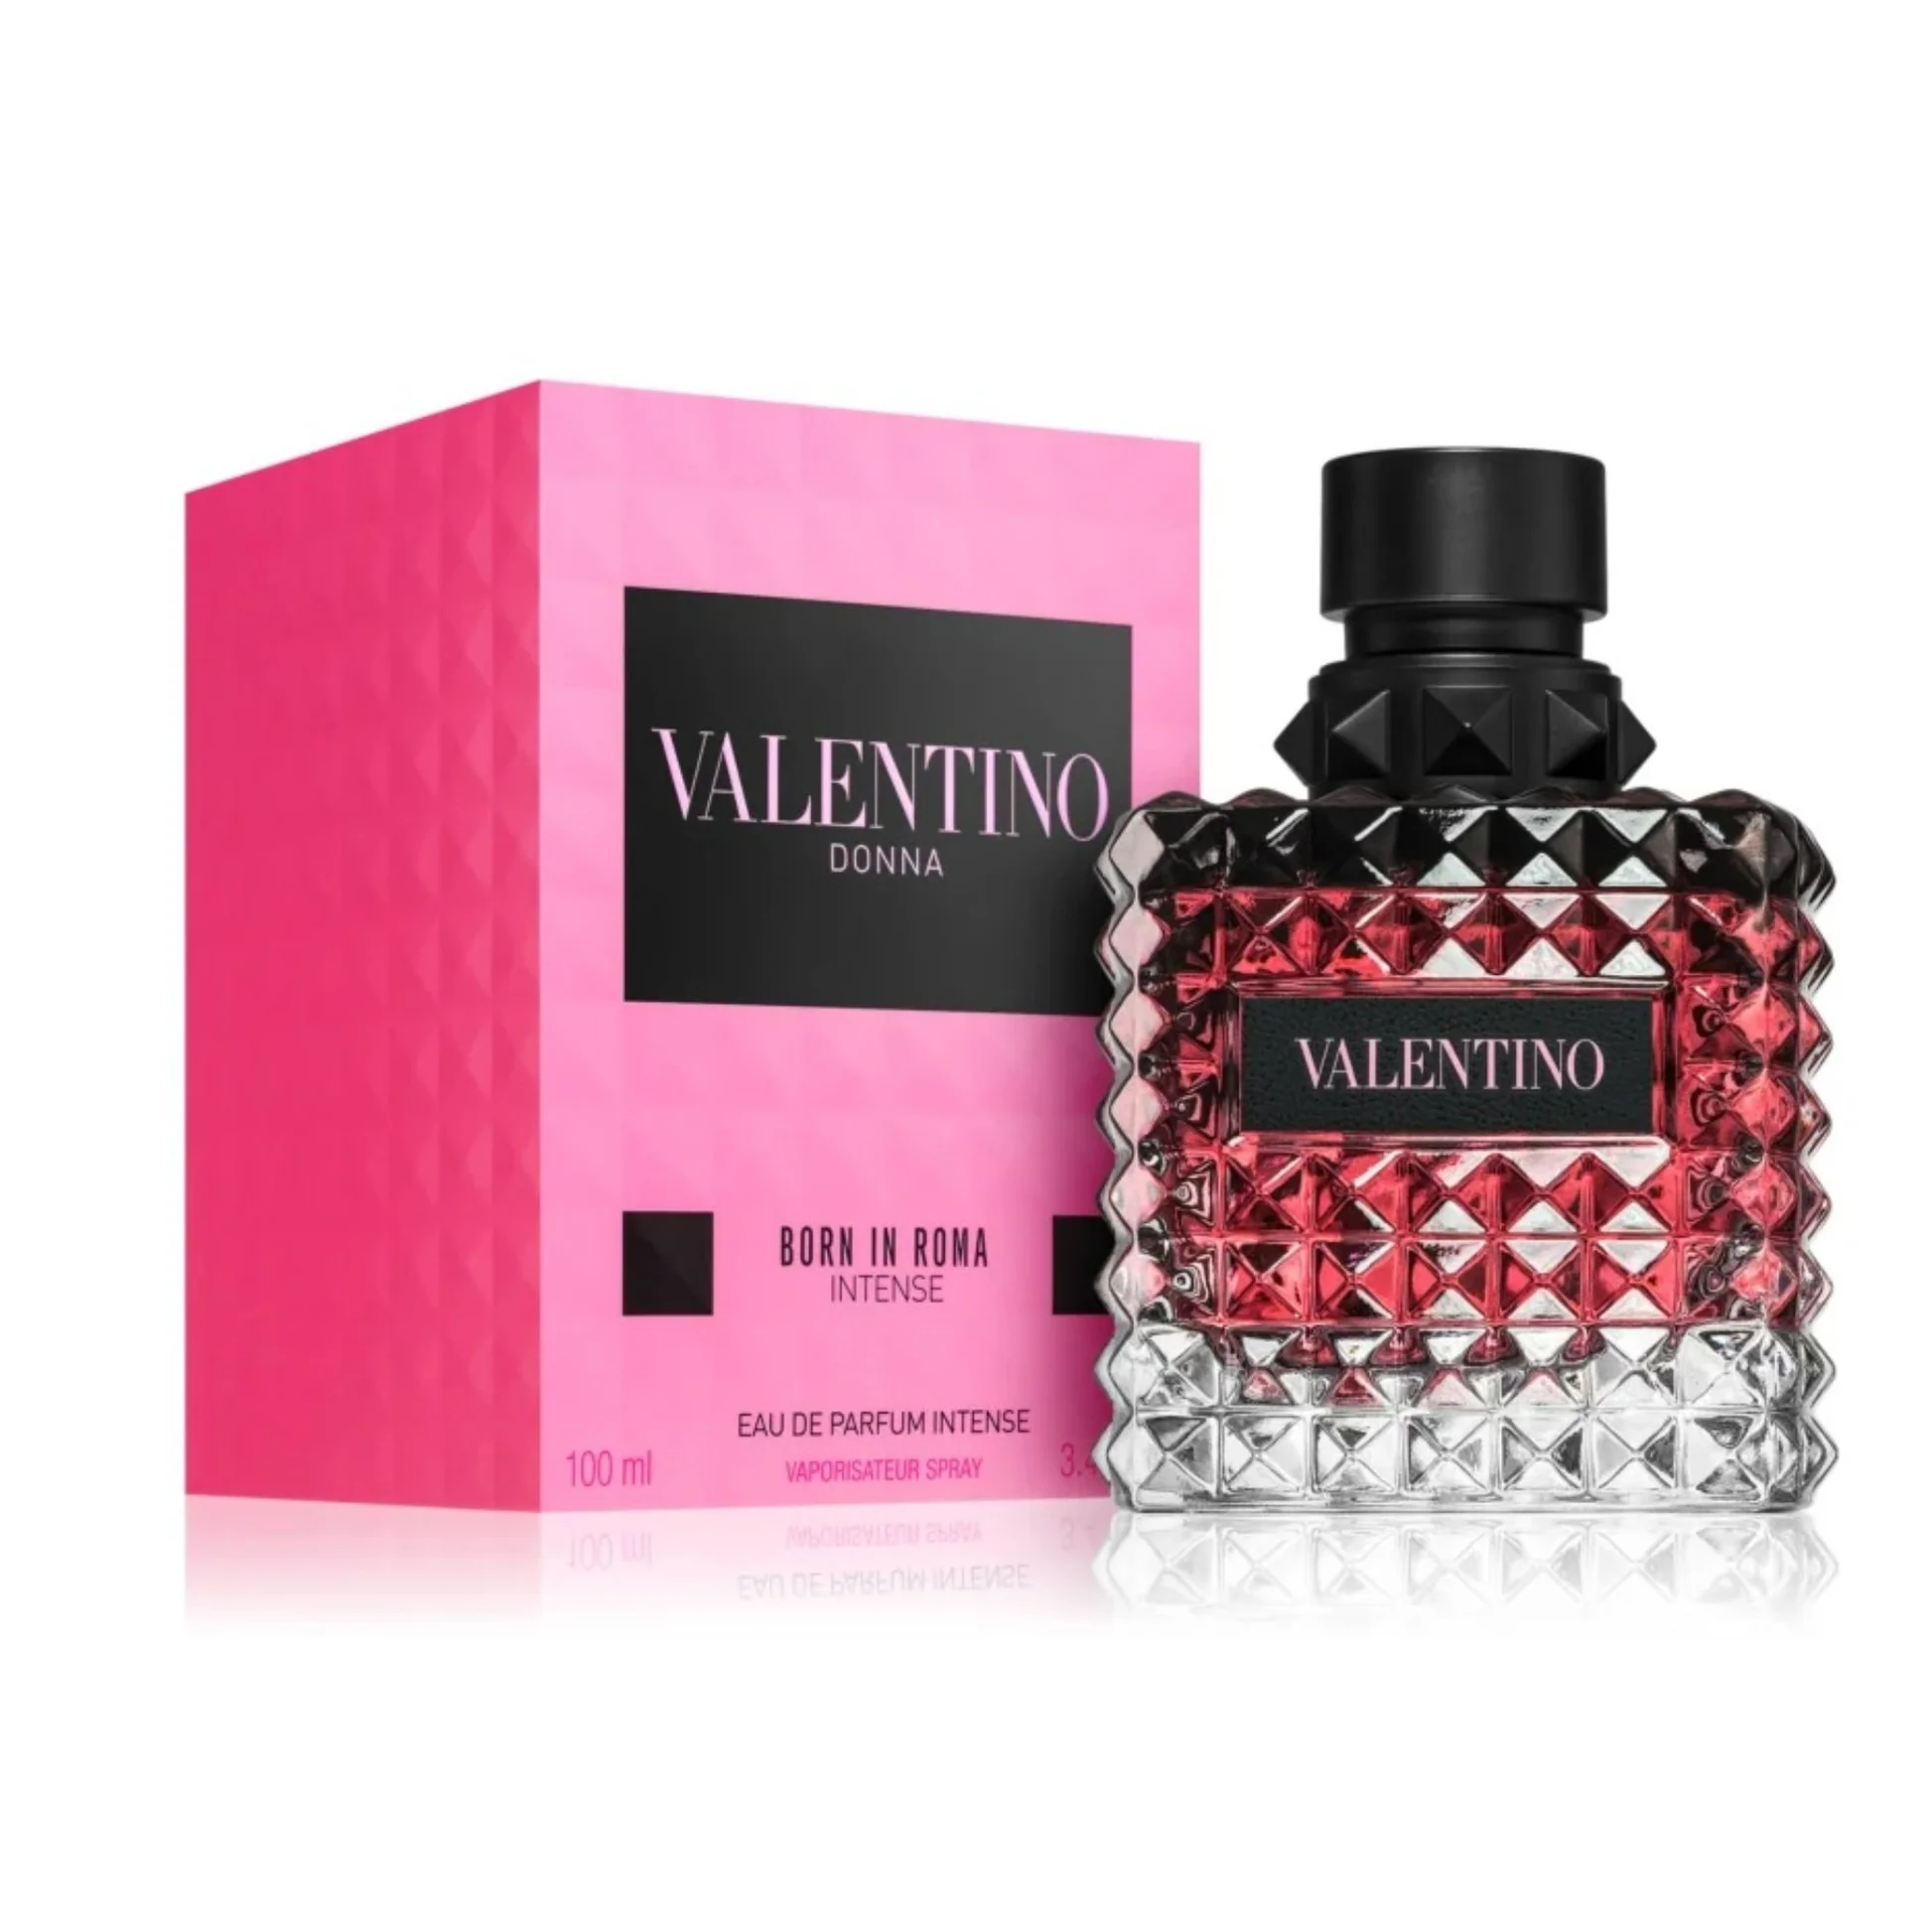 VALENTINO
DONNA
BORN IN ROMA
INTENSE
EAU DE PARFUM INTENSE
100 ml
VAPORISATEUR SPRAY
VALENTINO